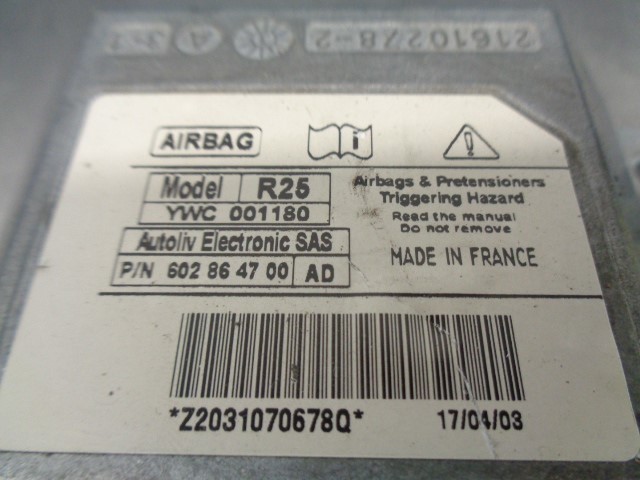 21610278-2
AIRBAG i
Model R25
YWC 001180
Autoliv Electronic SAS
P/N 602 86 47 00 AD
Airbags & Pretensioners
Triggering Hazard
Read the manual
Do not remove
MADE IN FRANCE
*Z2031070678Q*
17/04/03